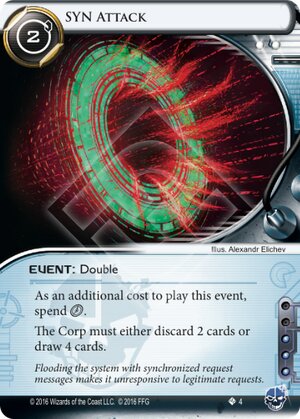 2
SYN Attack
Illus. Alexandr Elichev
EVENT: Double
As an additional cost to play this event,
spend .
The Corp must either discard 2 cards or
draw 4 cards.
Flooding the system with synchronized request
messages makes it unresponsive to legitimate requests.
© 2016 Wizards of the Coast LLC. © 2016 FFG
4